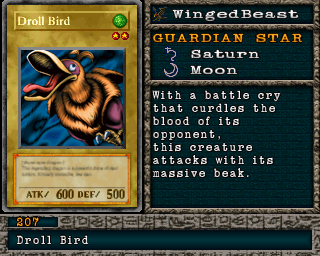 Droll Bird
ATK/ 600 DEF/ 500
WingedBeast
GUARDIAN STAR
Saturn
Moon
With a battle cry
that curdles the
blood of its
opponent,
this creature
attacks with its
massive beak.
207
Droll Bird